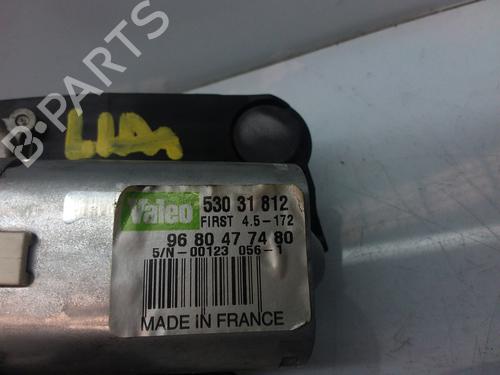 B-PARTS
Valeo 530 31 812
FIRST 4.5-172
96 80 47 74 80
S/N-00123 056-1
MADE IN FRANCE